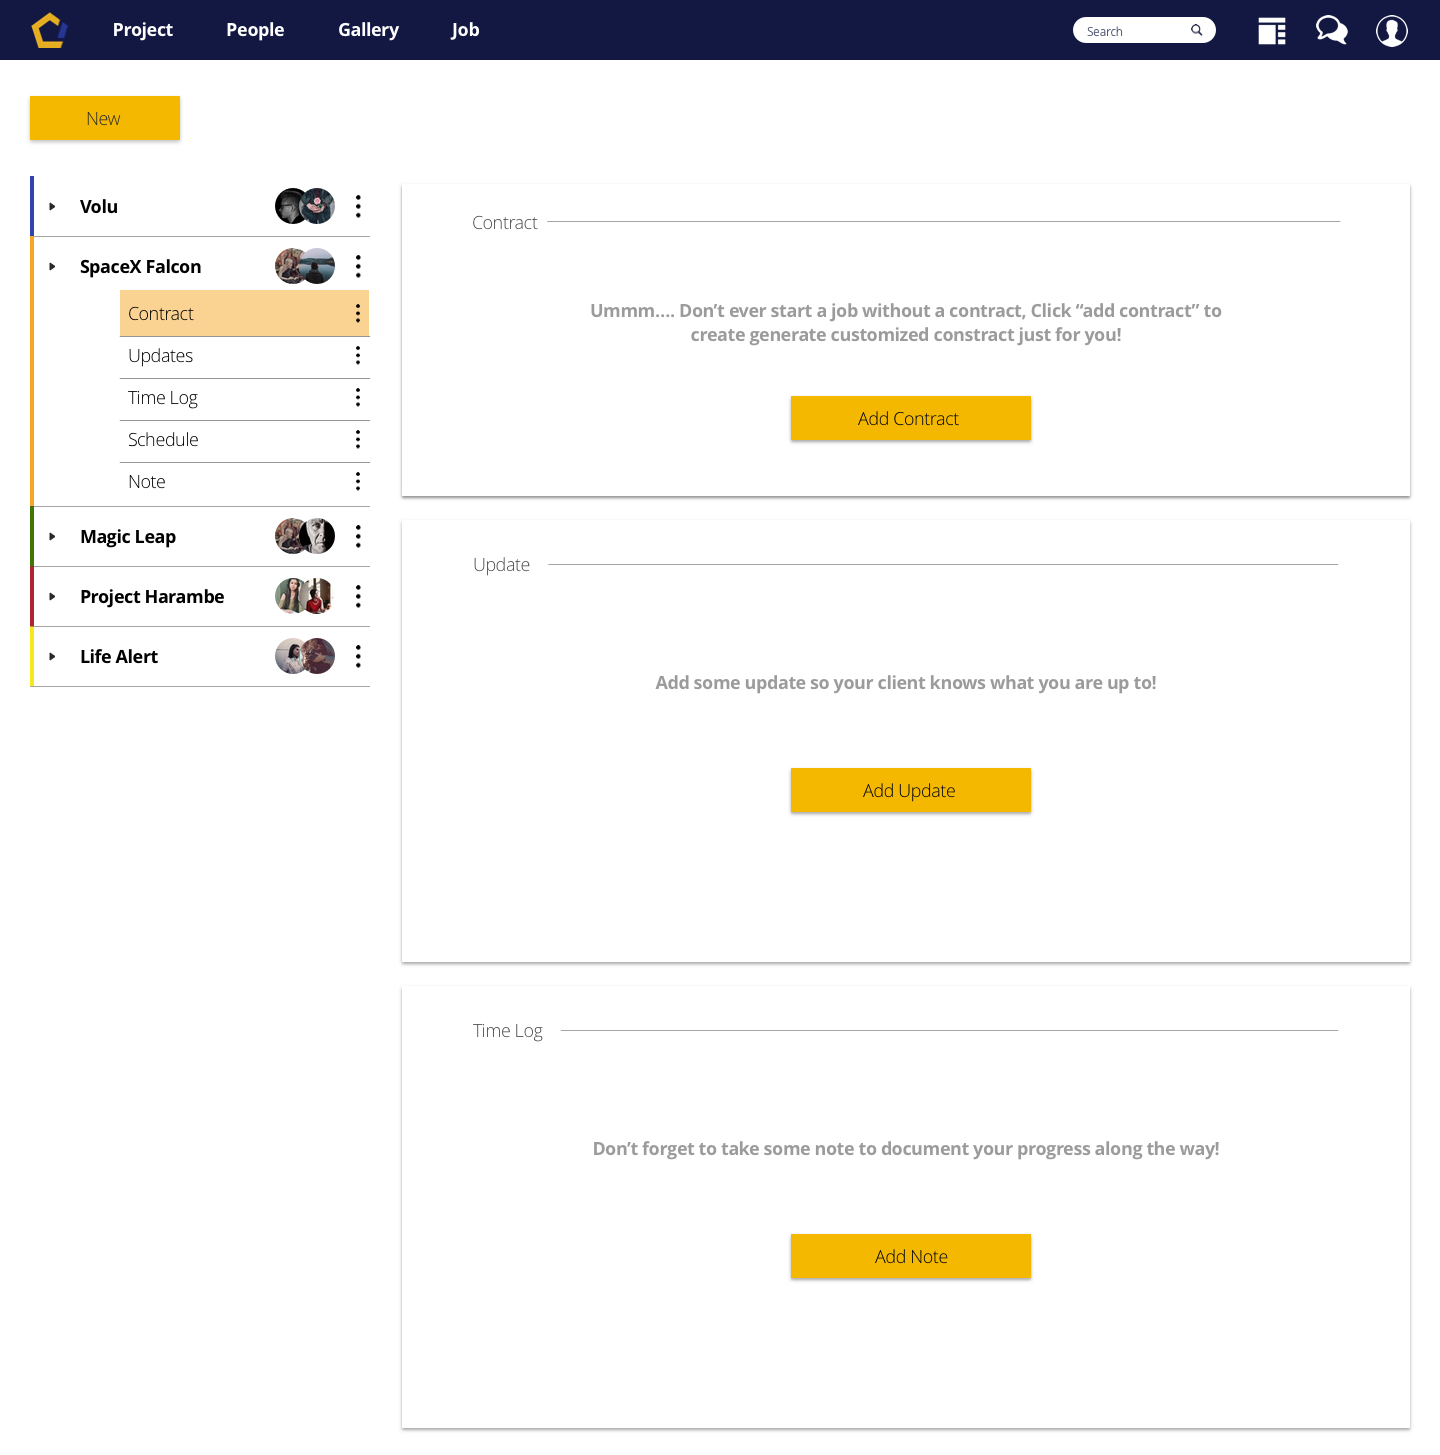 Project
People
Gallery
Job
Search
New
Volu
SpaceX Falcon
Contract
Updates
Time Log
Schedule
Note
Magic Leap
Project Harambe
Life Alert
Contract
Ummm.... Don’t ever start a job without a contract, Click “add contract” to
create generate customized constract just for you!
Add Contract
Update
Add some update so your client knows what you are up to!
Add Update
Time Log
Don’t forget to take some note to document your progress along the way!
Add Note